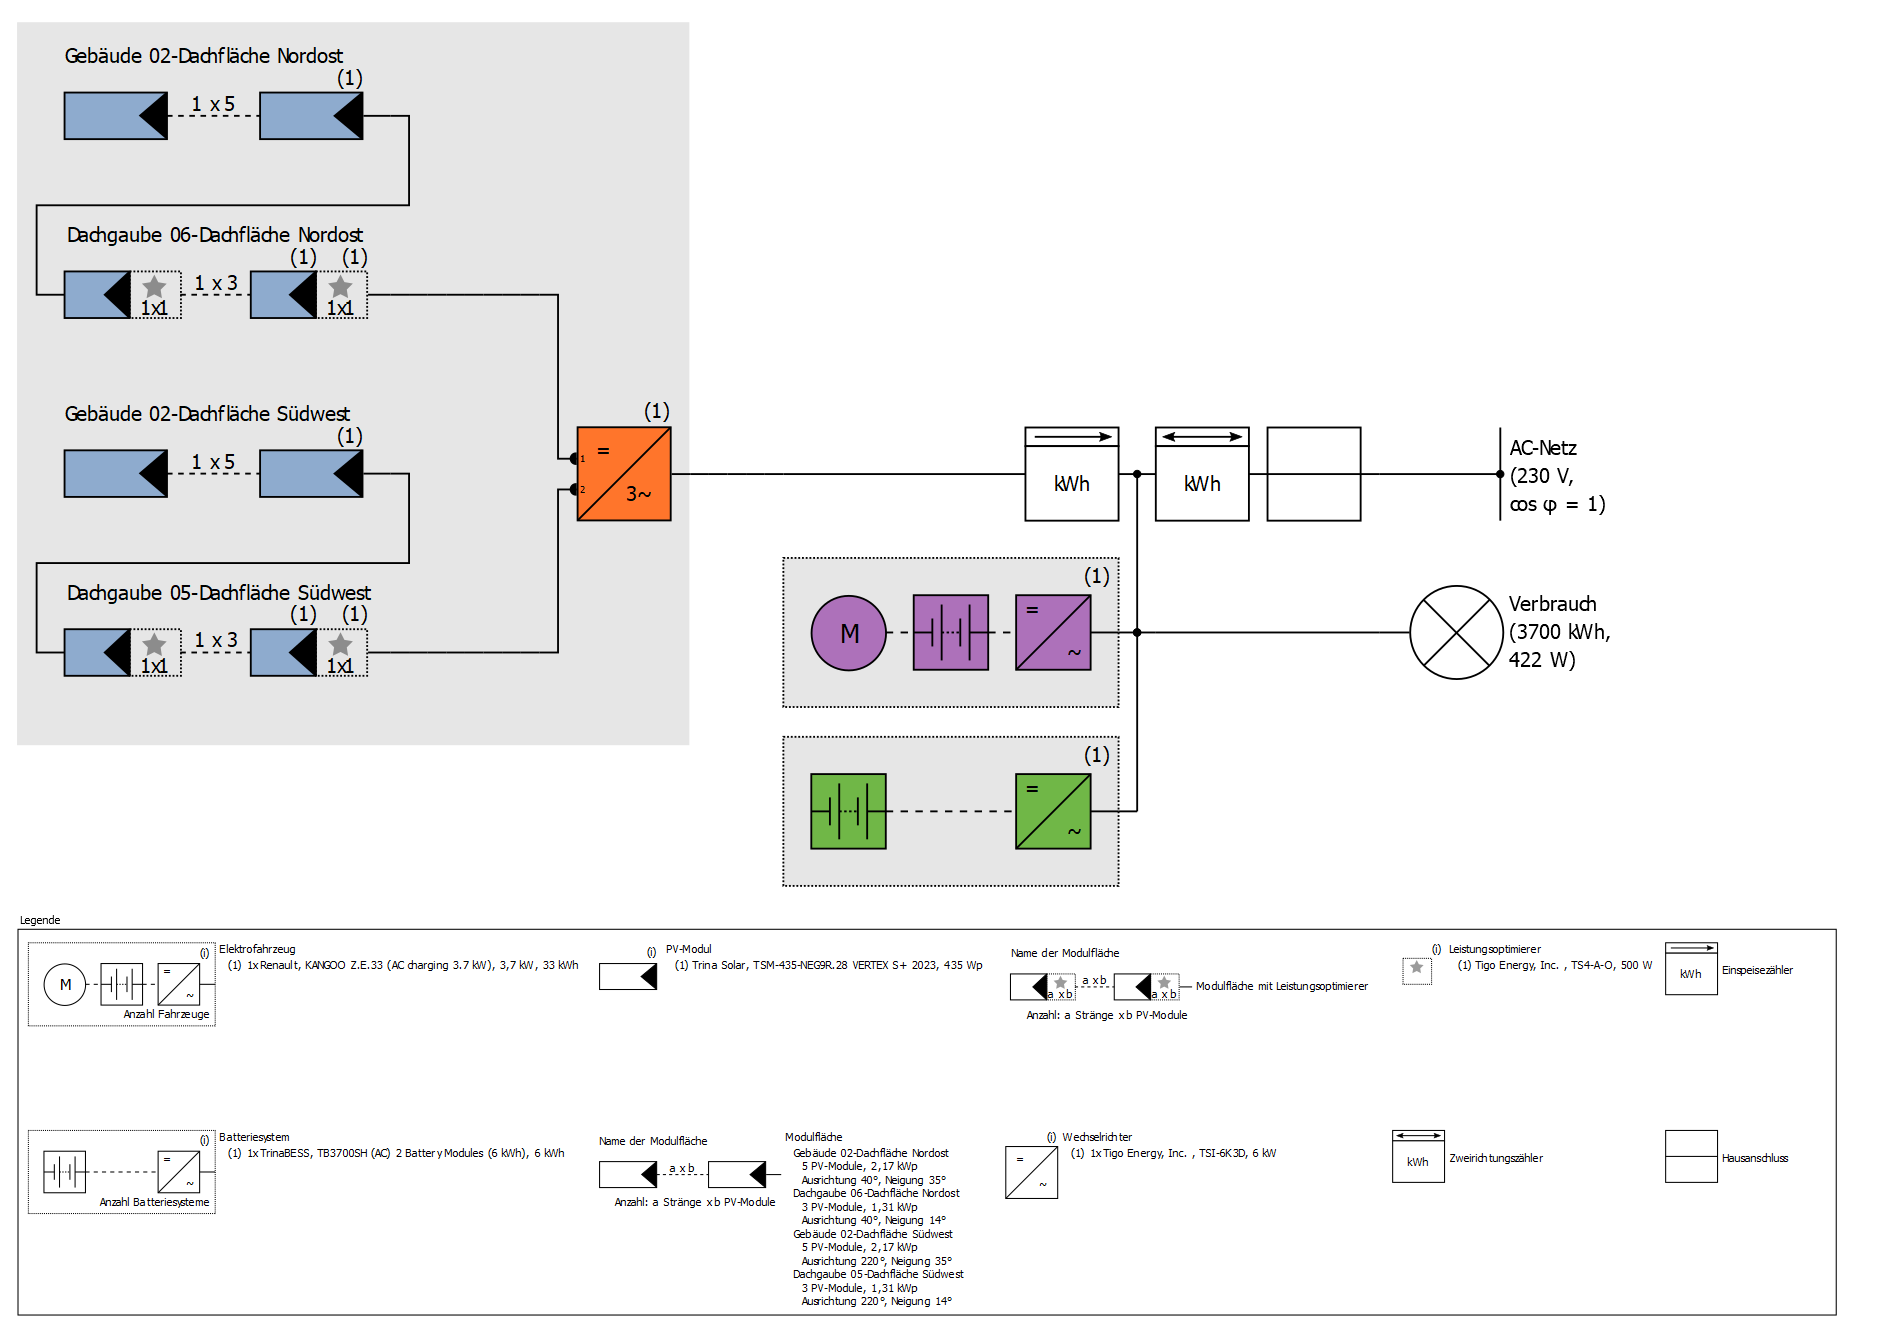 Gebäude 02-Dachfläche Nordost
(1)
1 x 5
Dachgaube 06-Dachfläche Nordost
(1) (1)
1x1 1 x 3 1x1
Gebäude 02-Dachfläche Südwest
(1)
1 x 5
Dachgaube 05-Dachfläche Südwest
(1) (1)
1x1 1 x 3 1x1
(1)
1 =
2 3~
kWh
kWh
AC-Netz
(230 V,
cos φ = 1)
(1)
M = ~
Verbrauch
(3700 kWh,
422 W)
(1)
= ~
Legende
(i) Elektrofahrzeug
(1) 1x Renault, KANGOO Z.E.33 (AC charging 3.7 kW), 3,7 kW, 33 kWh
M = ~
Anzahl Fahrzeuge
(i) PV-Modul
(1) Trina Solar, TSM-435-NEG9R.28 VERTEX S+ 2023, 435 Wp
Name der Modulfläche
a x b a x b a x b Modulfläche mit Leistungsoptimierer
Anzahl: a Stränge x b PV-Module
(i) Leistungsoptimierer
(1) Tigo Energy, Inc. , TS4-A-O, 500 W
kWh Einspeisezähler
(i) Batteriesystem
(1) 1x TrinaBESS, TB3700SH (AC) 2 Battery Modules (6 kWh), 6 kWh
= ~
Anzahl Batteriesysteme
Name der Modulfläche
a x b
Anzahl: a Stränge x b PV-Module
Modulfläche
Gebäude 02-Dachfläche Nordost
5 PV-Module, 2,17 kWp
Ausrichtung 40°, Neigung 35°
Dachgaube 06-Dachfläche Nordost
3 PV-Module, 1,31 kWp
Ausrichtung 40°, Neigung 14°
Gebäude 02-Dachfläche Südwest
5 PV-Module, 2,17 kWp
Ausrichtung 220°, Neigung 35°
Dachgaube 05-Dachfläche Südwest
3 PV-Module, 1,31 kWp
Ausrichtung 220°, Neigung 14°
(i) Wechselrichter
(1) 1x Tigo Energy, Inc. , TSI-6K3D, 6 kW
= ~
kWh Zweirichtungszähler
Hausanschluss